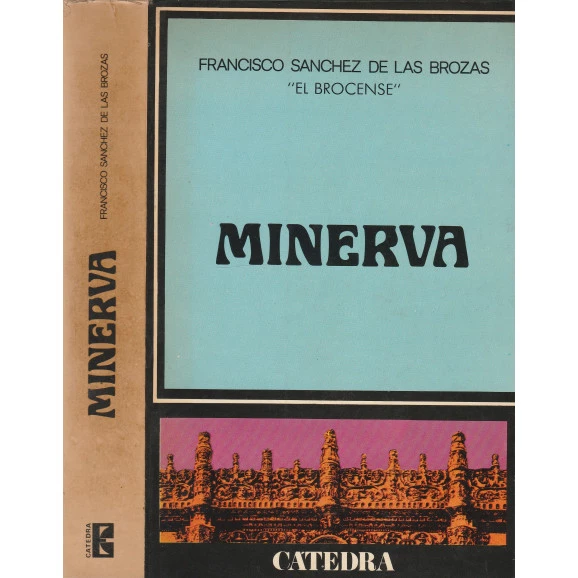 FRANCISCO SANCHEZ DE LAS BROZAS
MINERVA
CATEDRA
FRANCISCO SANCHEZ DE LAS BROZAS
"EL BROCENSE"
MINERVA
CATEDRA